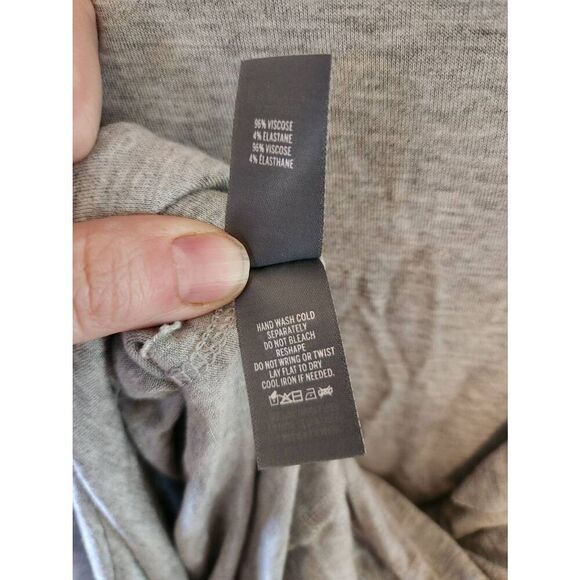 96% VISCOSE
4% ELASTANE
96% VISCOSE
4% ÉLASTHANE
HAND WASH COLD
SEPARATELY
DO NOT BLEACH
RESHAPE
DO NOT WRING OR TWIST
LAY FLAT TO DRY
COOL IRON IF NEEDED.